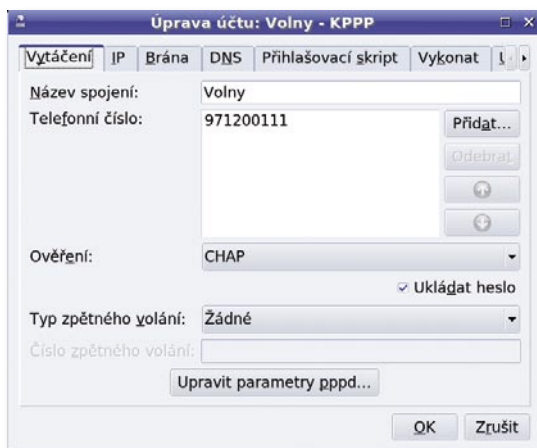 Úprava účtu: Volny - KPPP
Vytáčení IP Brána DNS Přihlašovací skript Vykonat
Název spojení: Volny
Telefonní číslo: 971200111 Přidat...
Odebrat
Ověření: CHAP
Ukládat heslo
Typ zpětného volání: Žádné
Číslo zpětného volání:
Upravit parametry pppd...
OK Zrušit